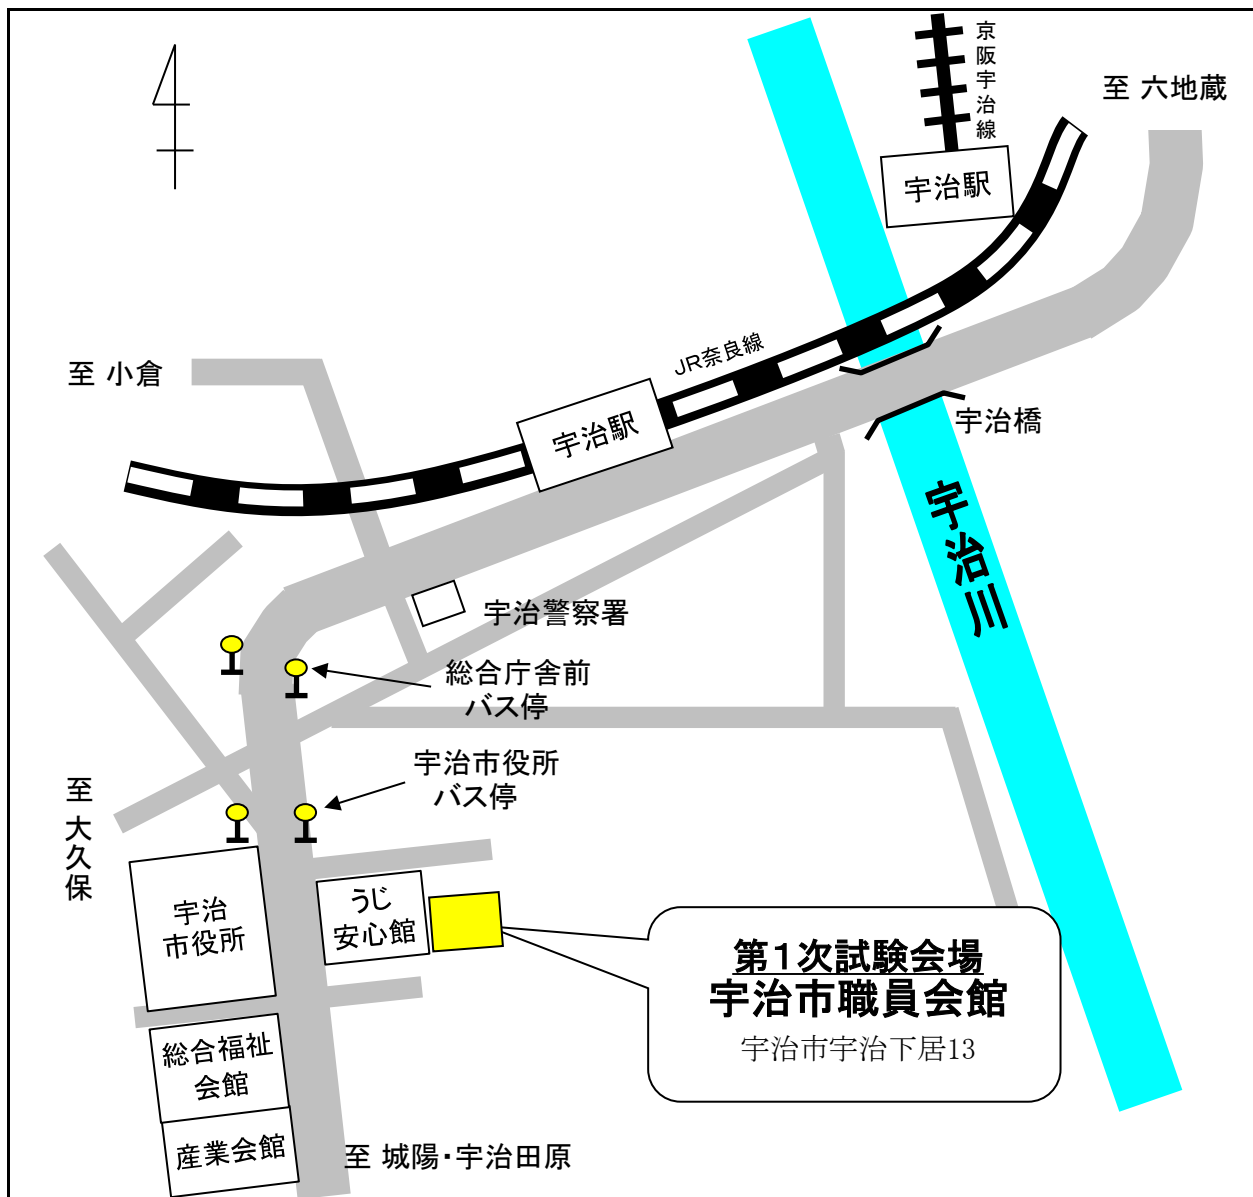 京阪宇治線
至 六地蔵
宇治駅
JR奈良線
至 小倉
宇治駅
宇治橋
宇治川
宇治警察署
総合庁舎前
バス停
宇治市役所
バス停
至 大久保
宇治
市役所
うじ
安心館
第1次試験会場
宇治市職員会館
宇治市宇治下居13
総合福祉
会館
産業会館
至 城陽・宇治田原